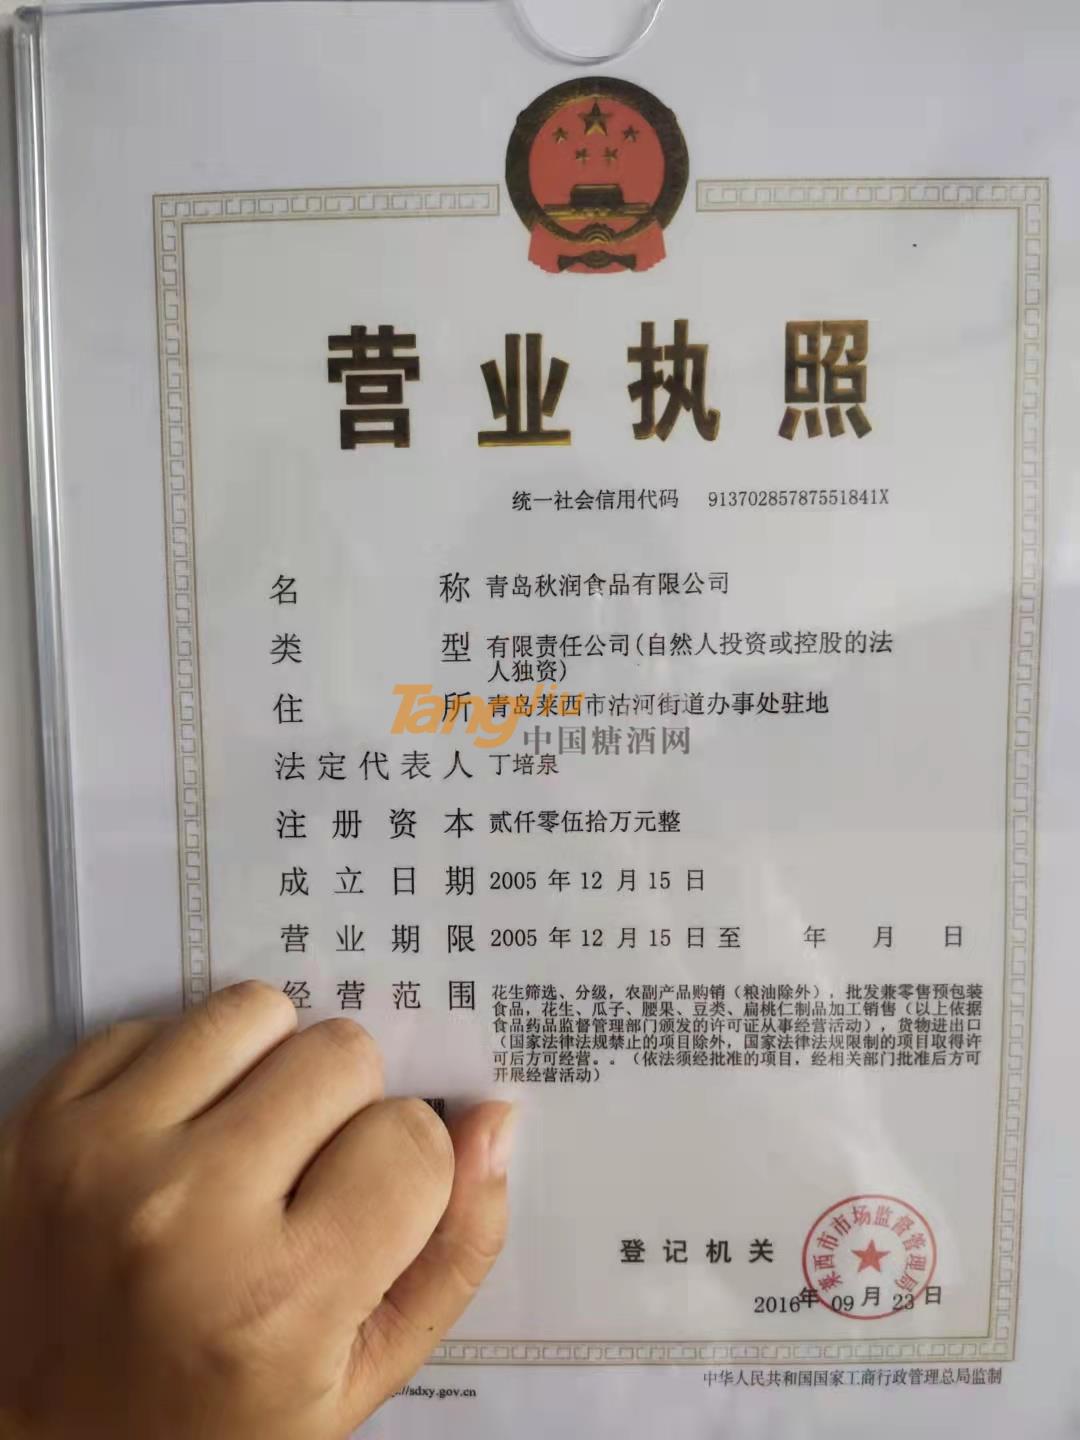 营业执照
统一社会信用代码 91370285787551841X
名称 青岛秋润食品有限公司
类型 有限责任公司(自然人投资或控股的法
人独资)
住所 青岛莱西市沽河街道办事处驻地
TangJiu
中国糖酒网
法定代表人 丁培泉
注册资本 贰仟零伍拾万元整
成立日期 2005 年 12 月 15 日
营业期限 2005 年 12 月 15 日 至 年 月 日
经营范围 花生筛选、分级，农副产品购销（粮油除外），批发兼零售预包装
食品，花生、瓜子、腰果、豆类、扁桃仁制品加工销售（以上依据
食品药品监督管理部门颁发的许可证从事经营活动），货物进出口
（国家法律法规禁止的项目除外，国家法律法规限制的项目取得许
可后方可经营。。（依法须经批准的项目，经相关部门批准后方可
开展经营活动）
登记机关
莱西市市场监督管理局
2016年 09 月 23 日
//sdxy.gov.cn
中华人民共和国国家工商行政管理总局监制